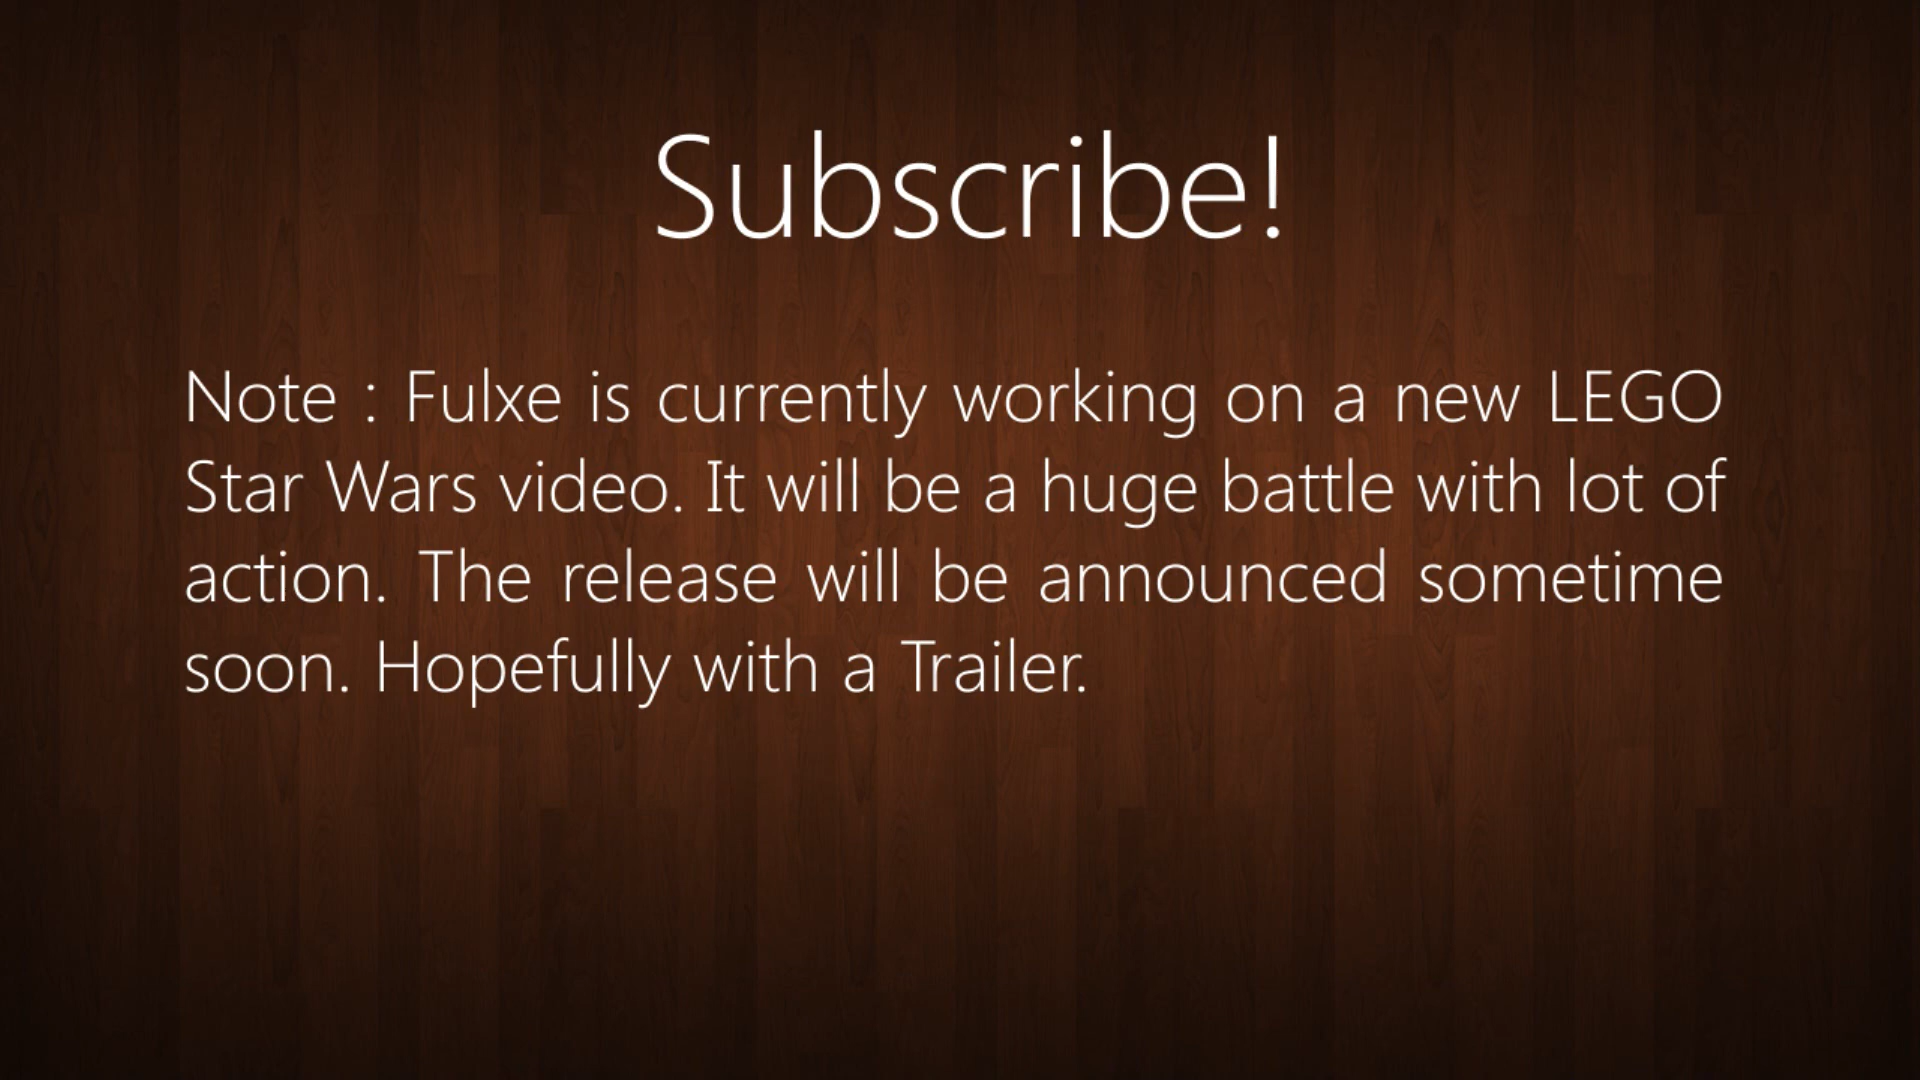 Subscribe!
Note : Fulxe is currently working on a new LEGO
Star Wars video. It will be a huge battle with lot of
action. The release will be announced sometime
soon. Hopefully with a Trailer.